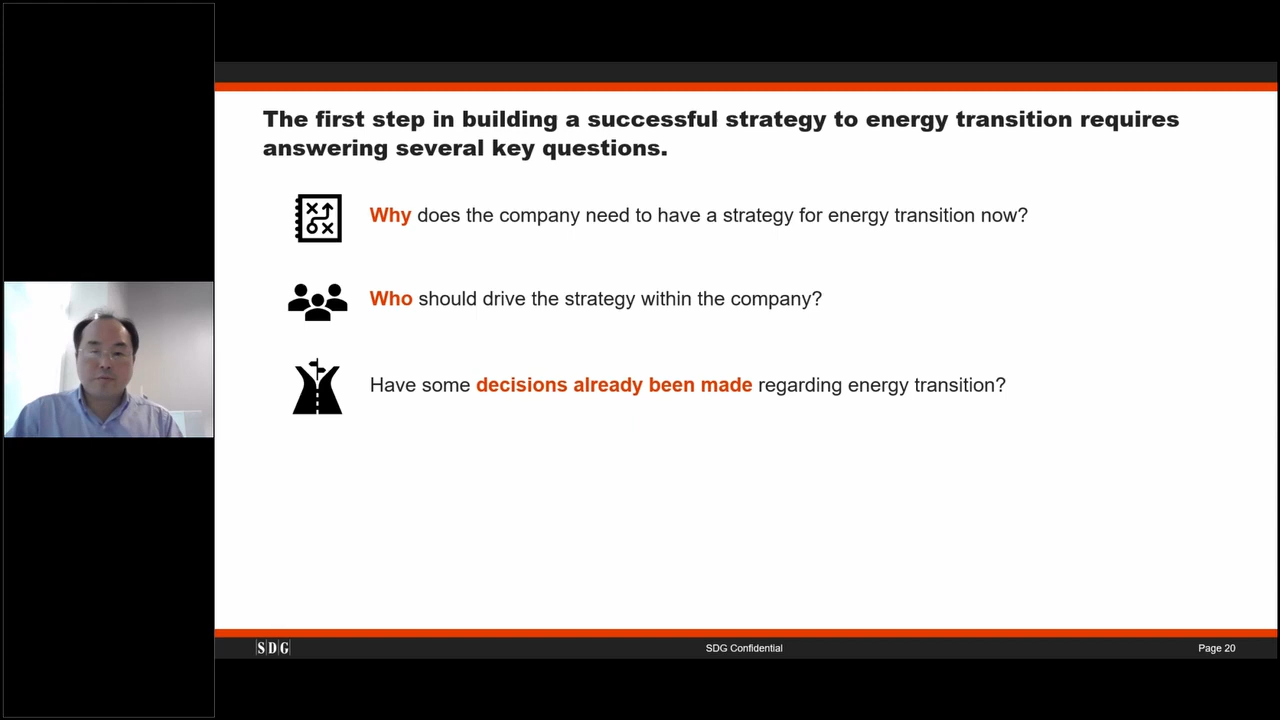 The first step in building a successful strategy to energy transition requires
answering several key questions.
Why does the company need to have a strategy for energy transition now?
Who should drive the strategy within the company?
Have some decisions already been made regarding energy transition?
SDG
SDG Confidential
Page 20